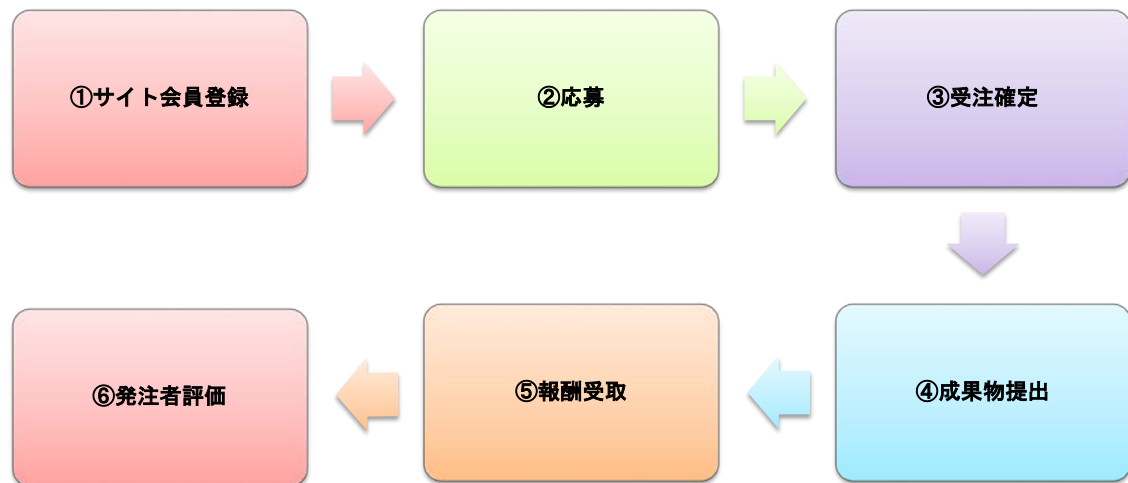 ①サイト会員登録
②応募
③受注確定
④成果物提出
⑤報酬受取
⑥発注者評価